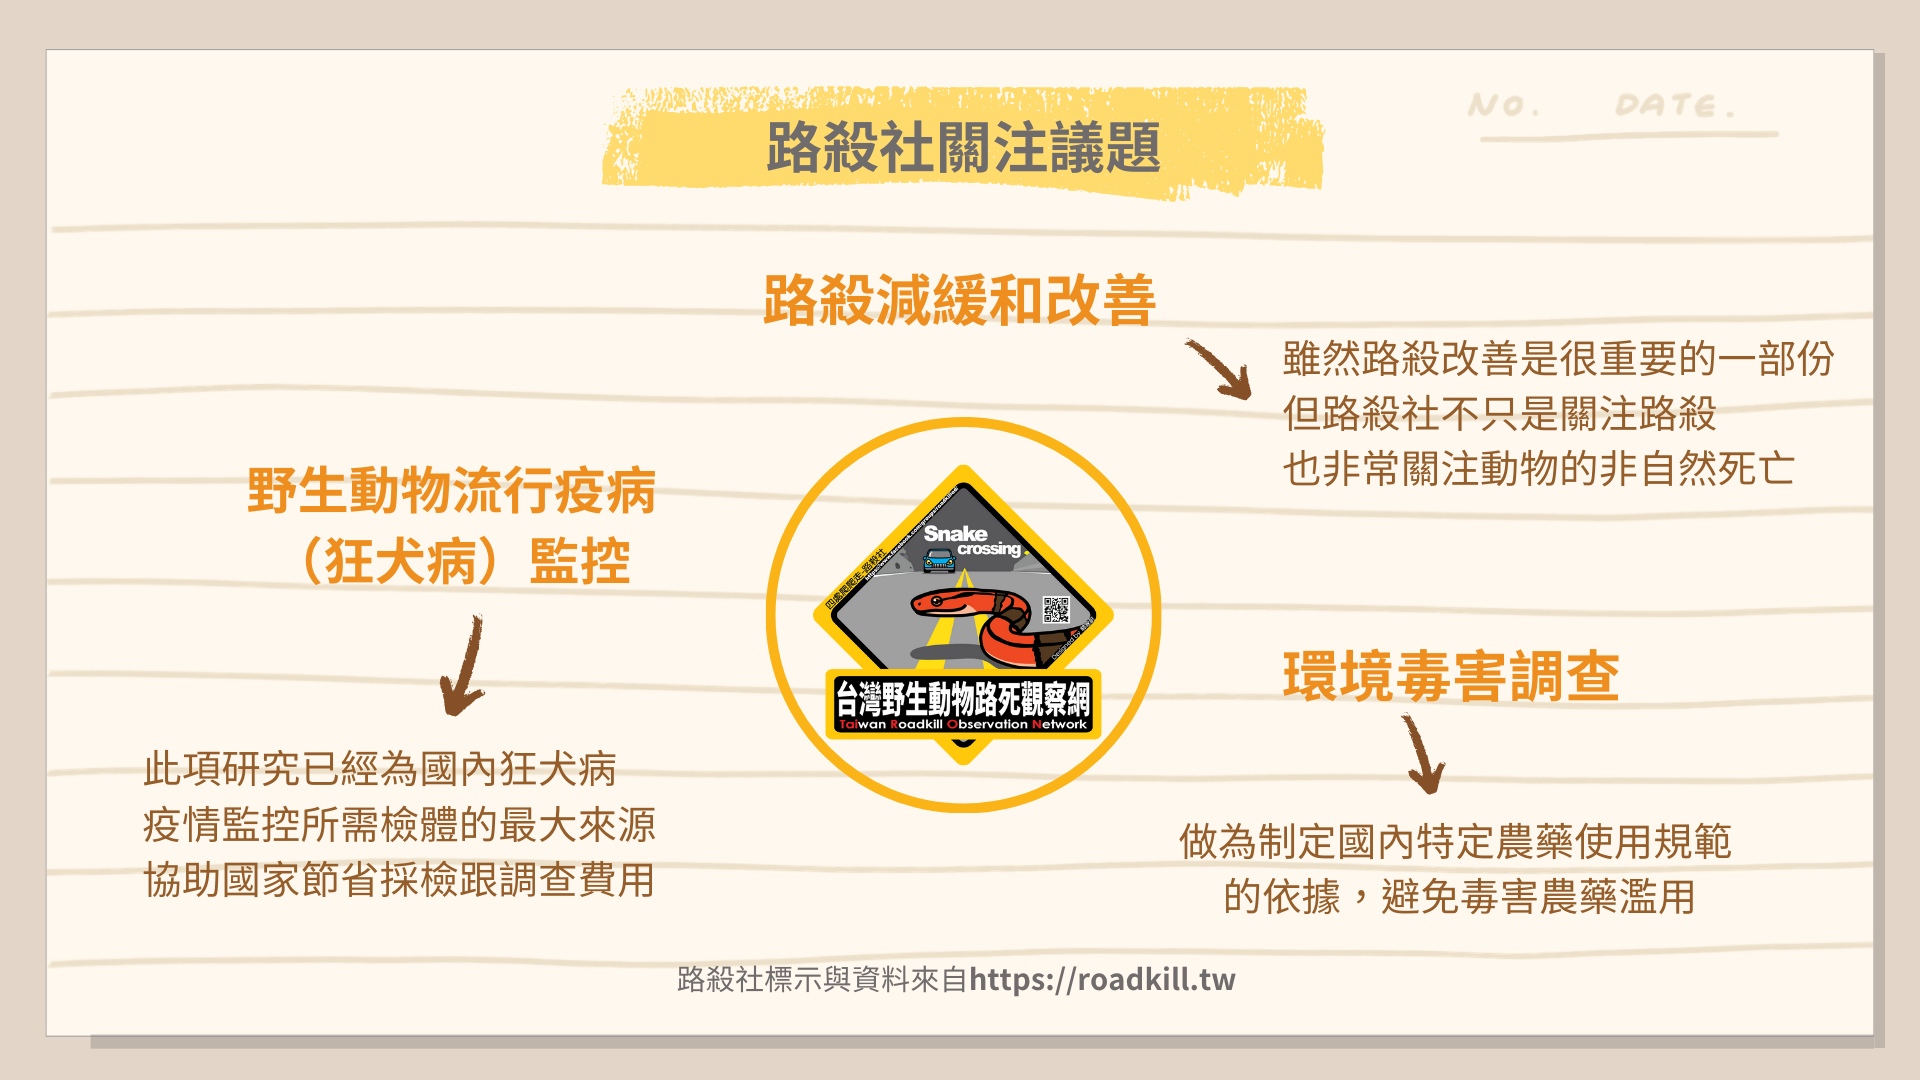 No. DATE.
路殺社關注議題
路殺減緩和改善
雖然路殺改善是很重要的一部份
但路殺社不只是關注路殺
也非常關注動物的非自然死亡
野生動物流行疫病
（狂犬病）監控
此項研究已經為國內狂犬病
疫情監控所需檢體的最大來源
協助國家節省採檢跟調查費用
Snake
crossing
四處爬爬走-路殺社
台灣野生動物路死觀察網
Taiwan Roadkill Observation Network
環境毒害調查
做為制定國內特定農藥使用規範
的依據，避免毒害農藥濫用
路殺社標示與資料來自https://roadkill.tw